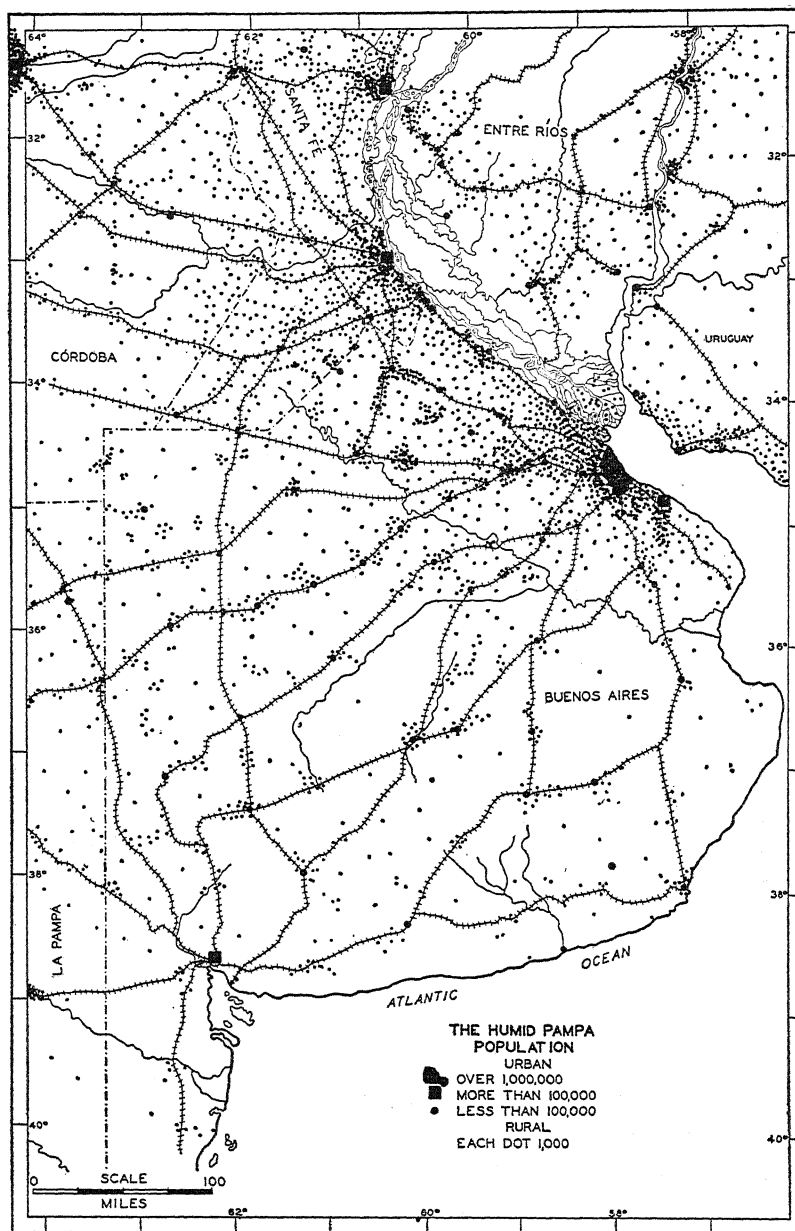 64°
62°
60°
58°
SANTA FE
ENTRE RÍOS
32°
32°
URUGUAY
CÓRDOBA
34°
34°
36°
36°
BUENOS AIRES
38°
38°
LA PAMPA
ATLANTIC OCEAN
THE HUMID PAMPA
POPULATION
URBAN
OVER 1,000,000
MORE THAN 100,000
LESS THAN 100,000
RURAL
EACH DOT 1,000
40°
40°
SCALE
0 100
MILES
62°
60°
58°